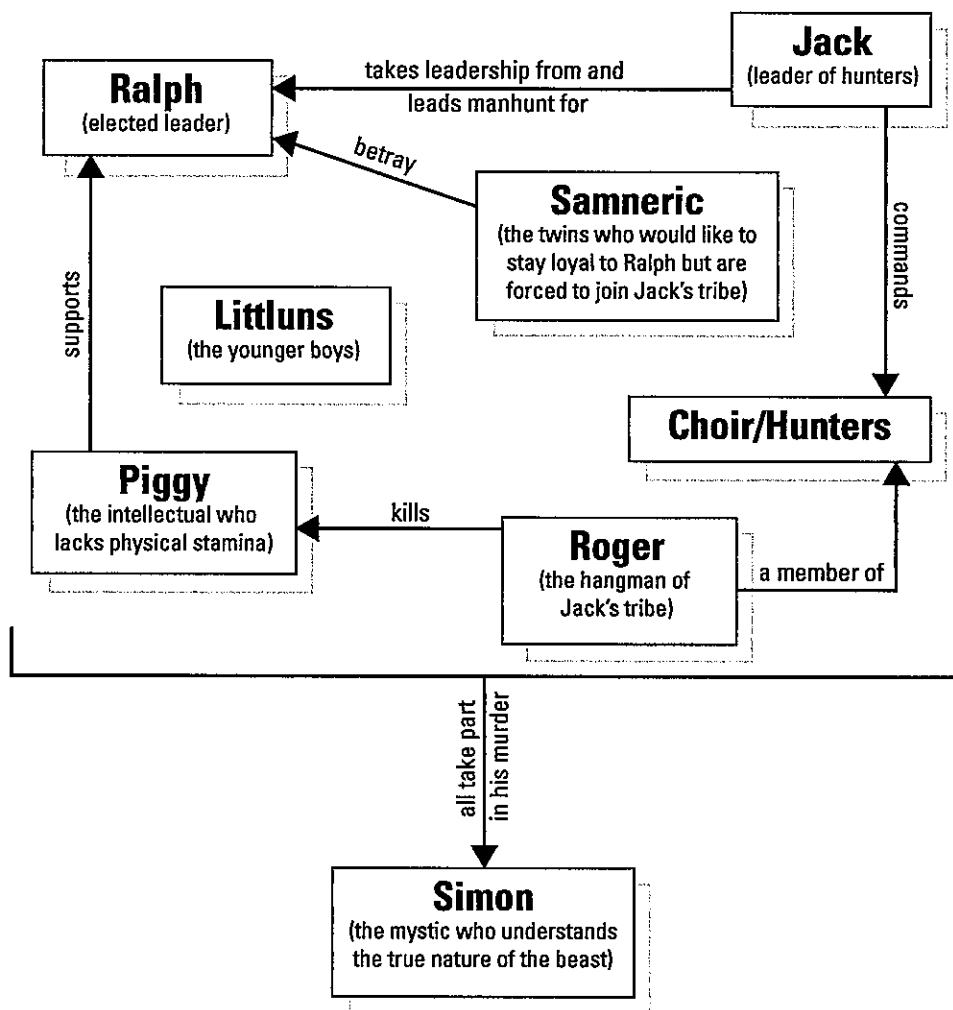 Jack
(leader of hunters)
takes leadership from and
leads manhunt for
Ralph
(elected leader)
betray
Samneric
(the twins who would like to
stay loyal to Ralph but are
forced to join Jack's tribe)
commands
supports
Littluns
(the younger boys)
Choir/Hunters
Piggy
(the intellectual who
lacks physical stamina)
kills
Roger
(the hangman of
Jack's tribe)
a member of
all take part
in his murder
Simon
(the mystic who understands
the true nature of the beast)